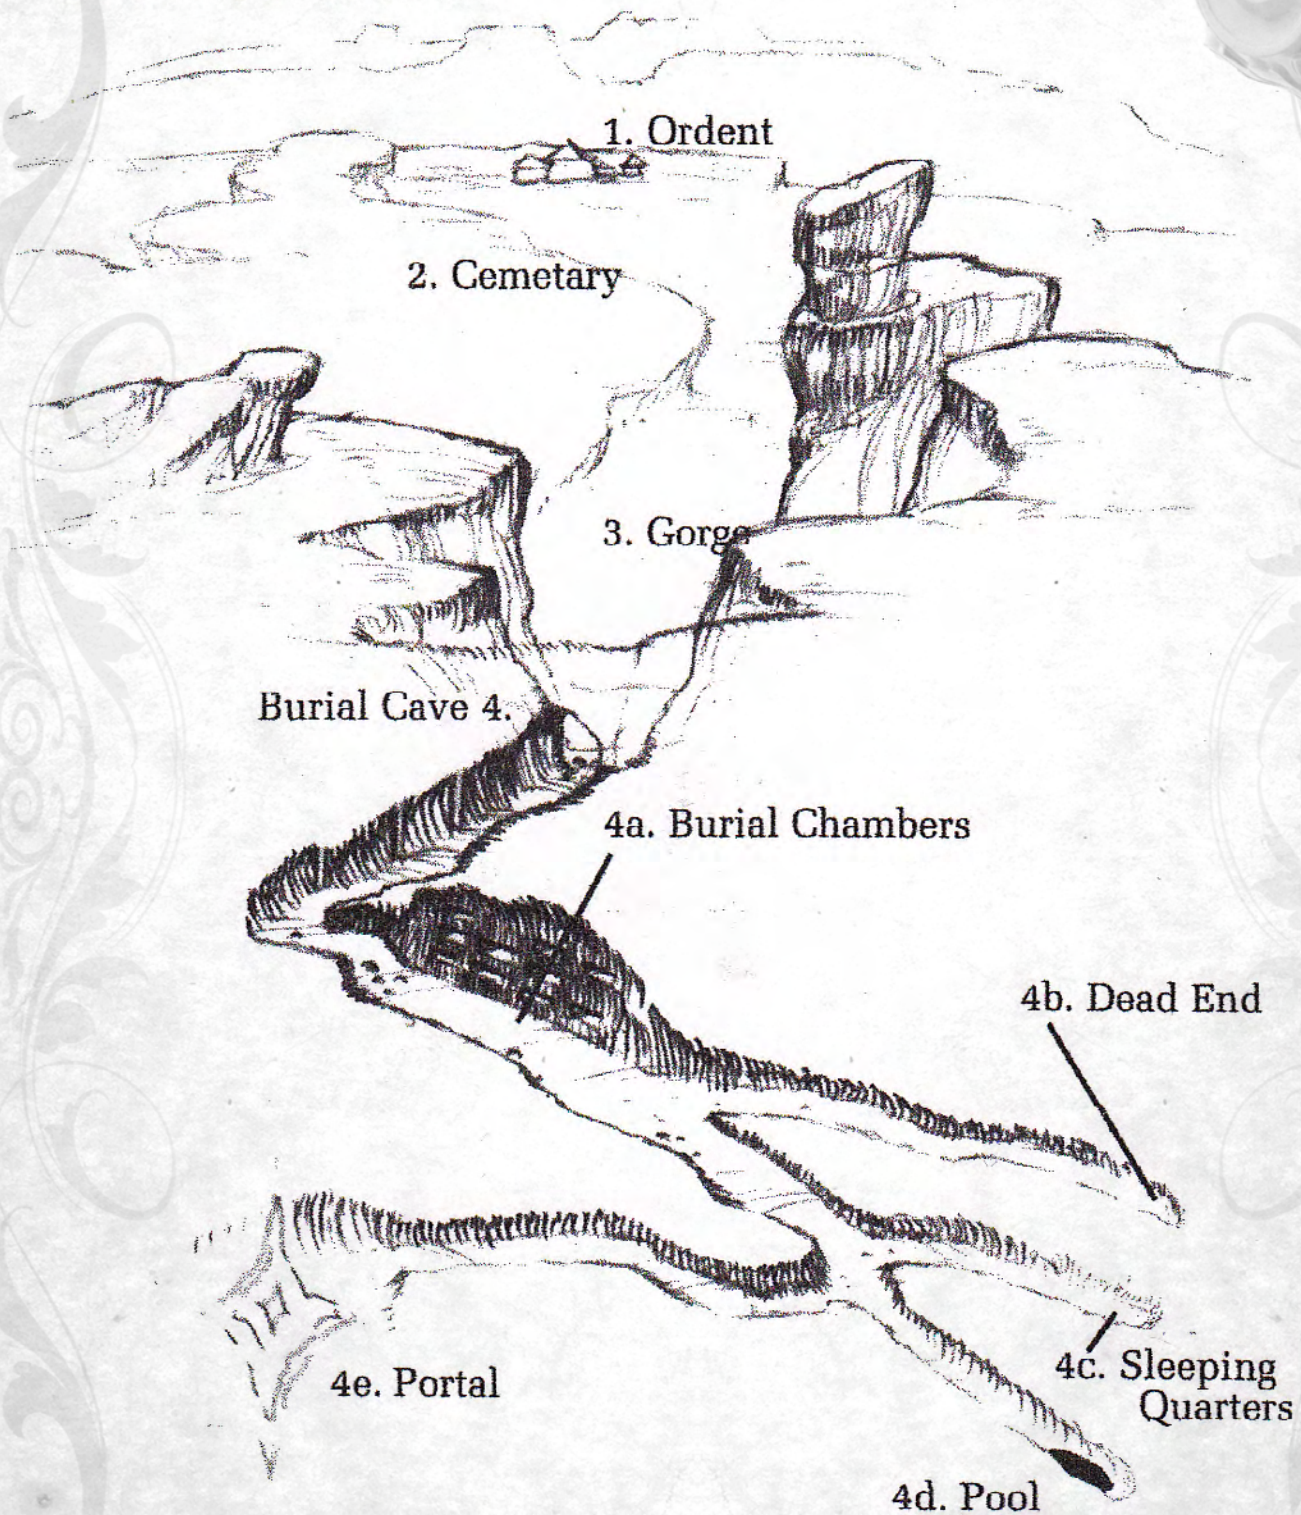 1. Ordent
2. Cemetary
3. Gorge
Burial Cave 4.
4a. Burial Chambers
4b. Dead End
4c. Sleeping
Quarters
4e. Portal
4d. Pool